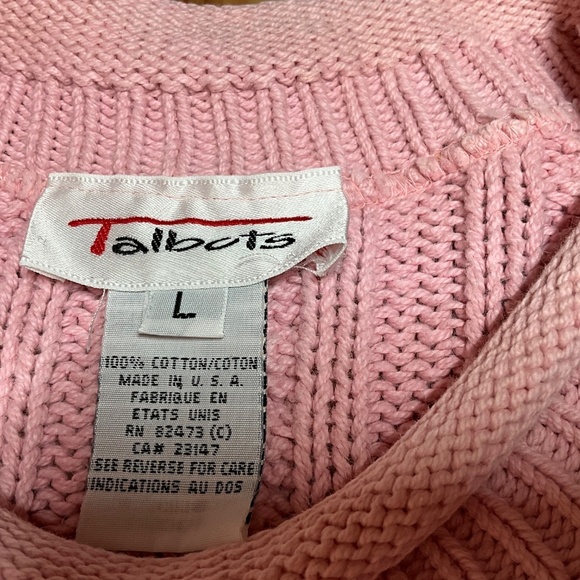 Talbots
L
100% COTTON/COTON
MADE IN U.S.A.
FABRIQUE EN
ETATS UNIS
RN 82473 (C)
CA# 23147
SEE REVERSE FOR CARE
INDICATIONS AU DOS